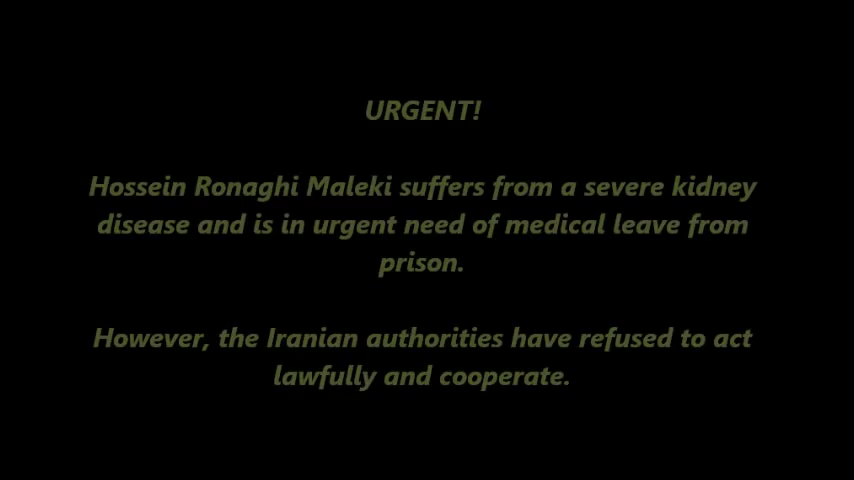 URGENT!
Hossein Ronaghi Maleki suffers from a severe kidney
disease and is in urgent need of medical leave from
prison.
However, the Iranian authorities have refused to act
lawfully and cooperate.